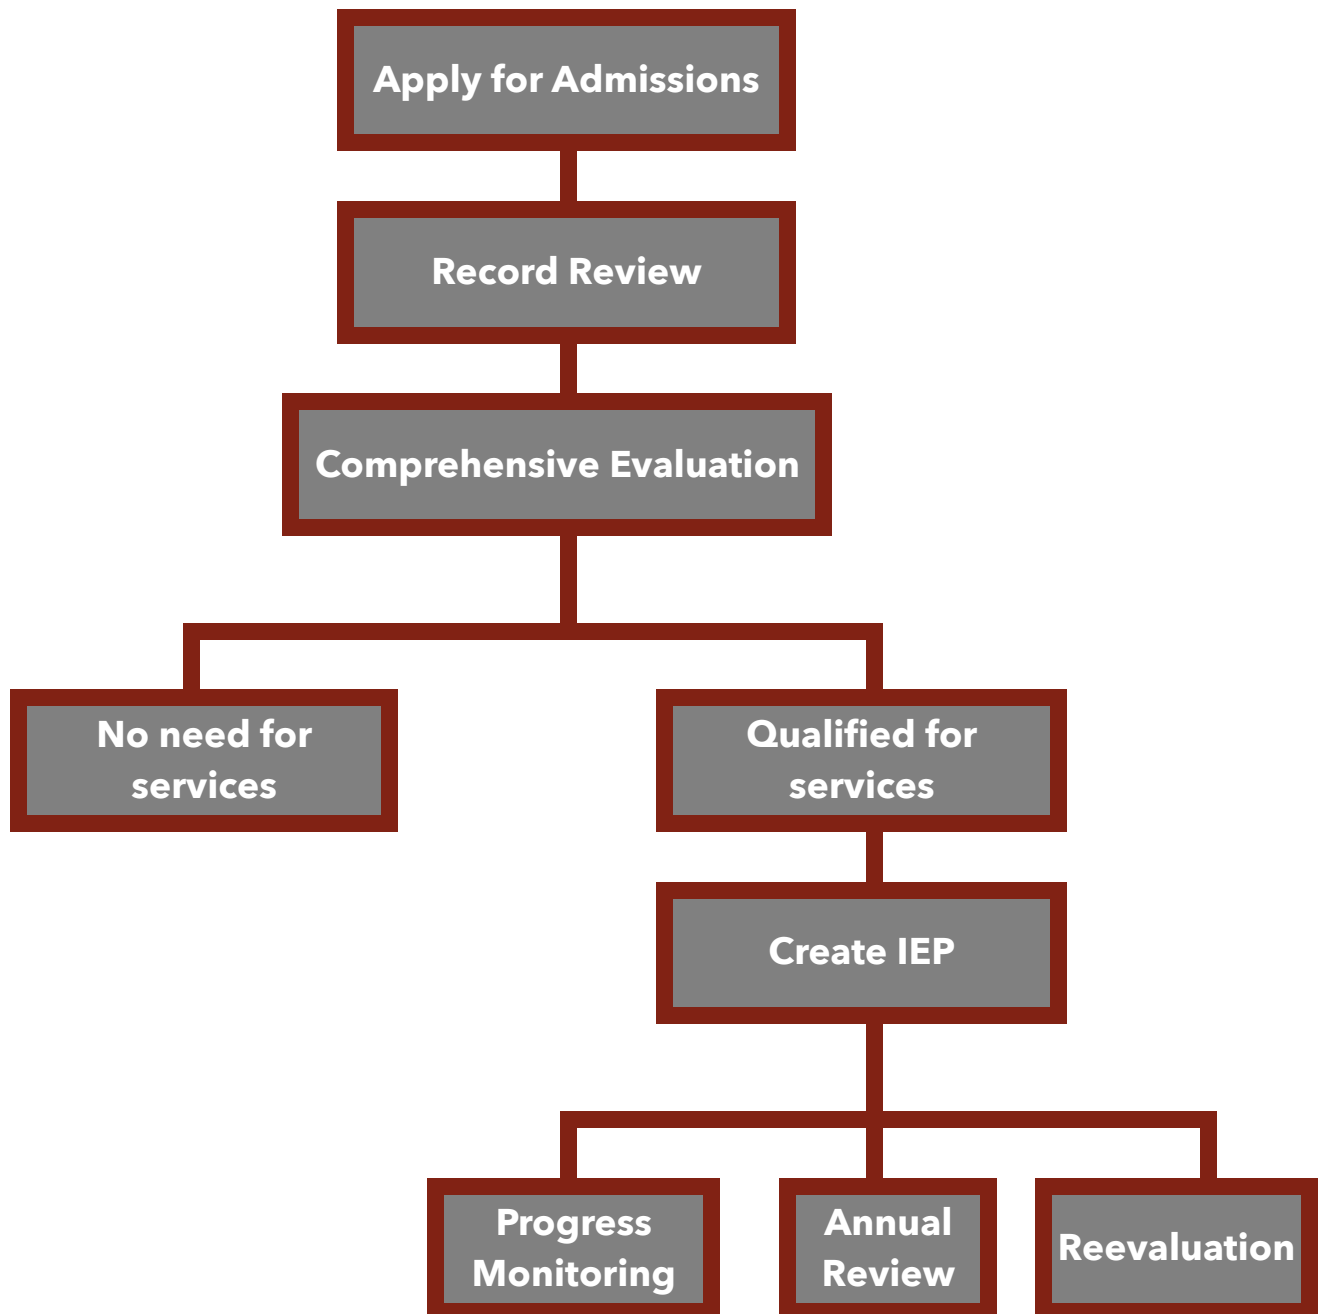 Apply for Admissions
Record Review
Comprehensive Evaluation
No need for
services
Qualified for
services
Create IEP
Progress
Monitoring
Annual
Review
Reevaluation